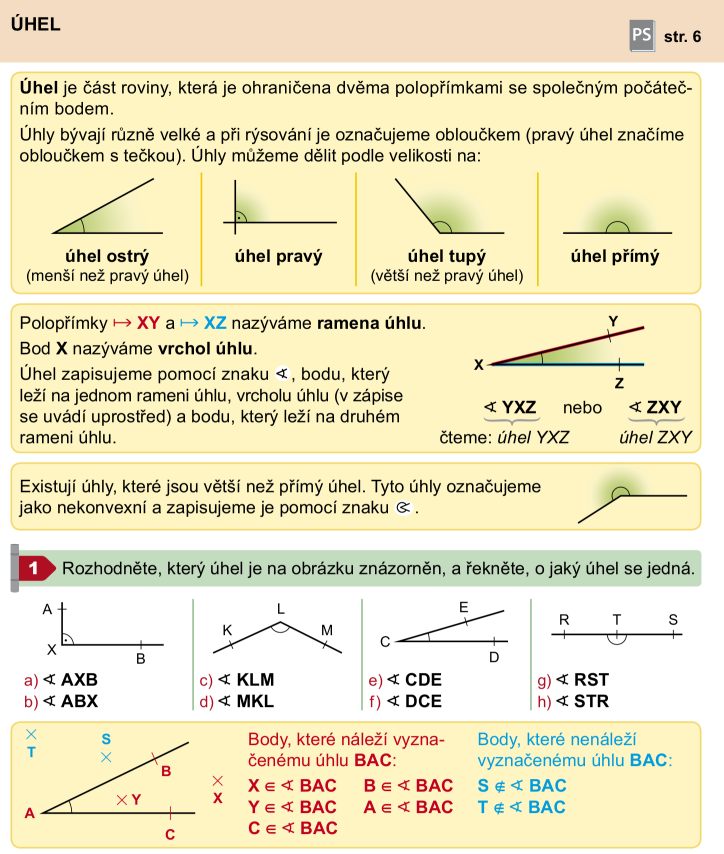 ÚHEL
PS str. 6
Úhel je část roviny, která je ohraničena dvěma polopřímkami se společným počáteč-
ním bodem.
Úhly bývají různě velké a při rýsování je označujeme obloučkem (pravý úhel značíme
obloučkem s tečkou). Úhly můžeme dělit podle velikosti na:
úhel ostrý
(menší než pravý úhel)
úhel pravý
úhel tupý
(větší než pravý úhel)
úhel přímý
Polopřímky ↦ XY a ↦ XZ nazýváme ramena úhlu.
Bod X nazýváme vrchol úhlu.
Úhel zapisujeme pomocí znaku ∢, bodu, který
leží na jednom rameni úhlu, vrcholu úhlu (v zápise
se uvádí uprostřed) a bodu, který leží na druhém
rameni úhlu.
Y
X
Z
∢ YXZ nebo ∢ ZXY
čteme: úhel YXZ úhel ZXY
Existují úhly, které jsou větší než přímý úhel. Tyto úhly označujeme
jako nekonvexní a zapisujeme je pomocí znaku .
1 Rozhodněte, který úhel je na obrázku znázorněn, a řekněte, o jaký úhel se jedná.
A
X
B
a) ∢ AXB
b) ∢ ABX
K
L
M
c) ∢ KLM
d) ∢ MKL
C
E
D
e) ∢ CDE
f) ∢ DCE
R T S
g) ∢ RST
h) ∢ STR
T
S
B
Y
X
A
C
Body, které náleží vyzna-
čenému úhlu BAC:
X ∈ ∢ BAC B ∈ ∢ BAC
Y ∈ ∢ BAC A ∈ ∢ BAC
C ∈ ∢ BAC
Body, které nenáleží
vyznačenému úhlu BAC:
S ∉ ∢ BAC
T ∉ ∢ BAC